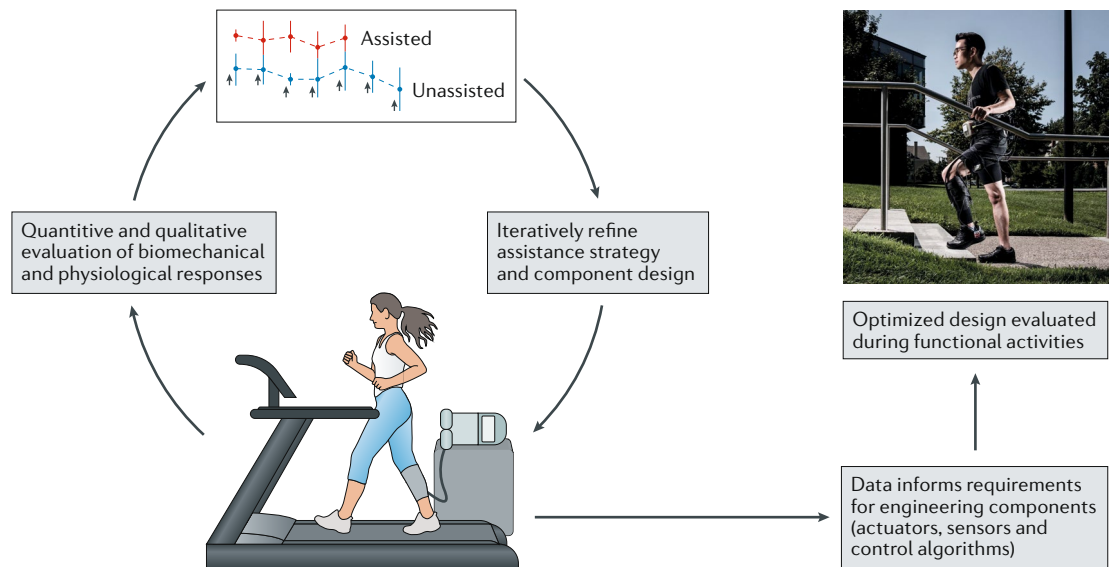 Assisted
Unassisted
Quantitive and qualitative
evaluation of biomechanical
and physiological responses
Iteratively refine
assistance strategy
and component design
Optimized design evaluated
during functional activities
Data informs requirements
for engineering components
(actuators, sensors and
control algorithms)